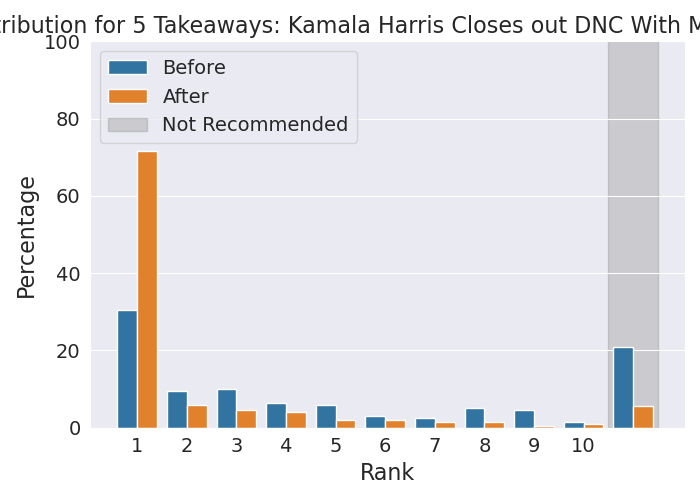 ribution for 5 Takeaways: Kamala Harris Closes out DNC With M
100
80
60
40
20
0
Percentage
Before
After
Not Recommended
1 2 3 4 5 6 7 8 9 10
Rank